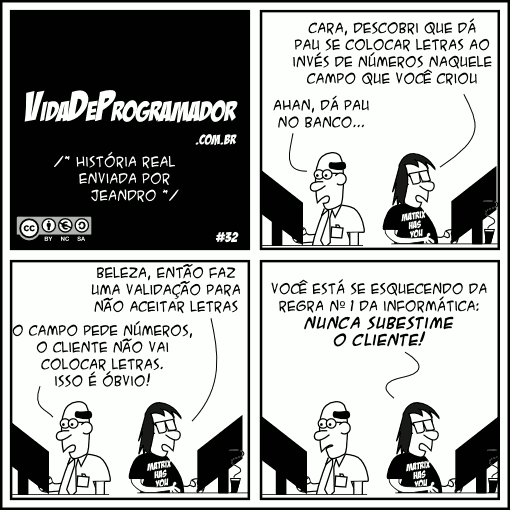 VidaDeProgramador
.com.br
/* HISTÓRIA REAL
ENVIADA POR
JEANDRO */
cc
BY NC SA
#32
CARA, DESCOBRI QUE DÁ
PAU SE COLOCAR LETRAS AO
INVÉS DE NÚMEROS NAQUELE
CAMPO QUE VOCÊ CRIOU
AHAN, DÁ PAU
NO BANCO...
MATRIX
HAS
YOU
BELEZA, ENTÃO FAZ
UMA VALIDAÇÃO PARA
NÃO ACEITAR LETRAS
O CAMPO PEDE NÚMEROS,
O CLIENTE NÃO VAI
COLOCAR LETRAS.
ISSO É ÓBVIO!
MATRIX
HAS
YOU
VOCÊ ESTÁ SE ESQUECENDO DA
REGRA Nº 1 DA INFORMÁTICA:
NUNCA SUBESTIME
O CLIENTE!
MATRIX
HAS
YOU